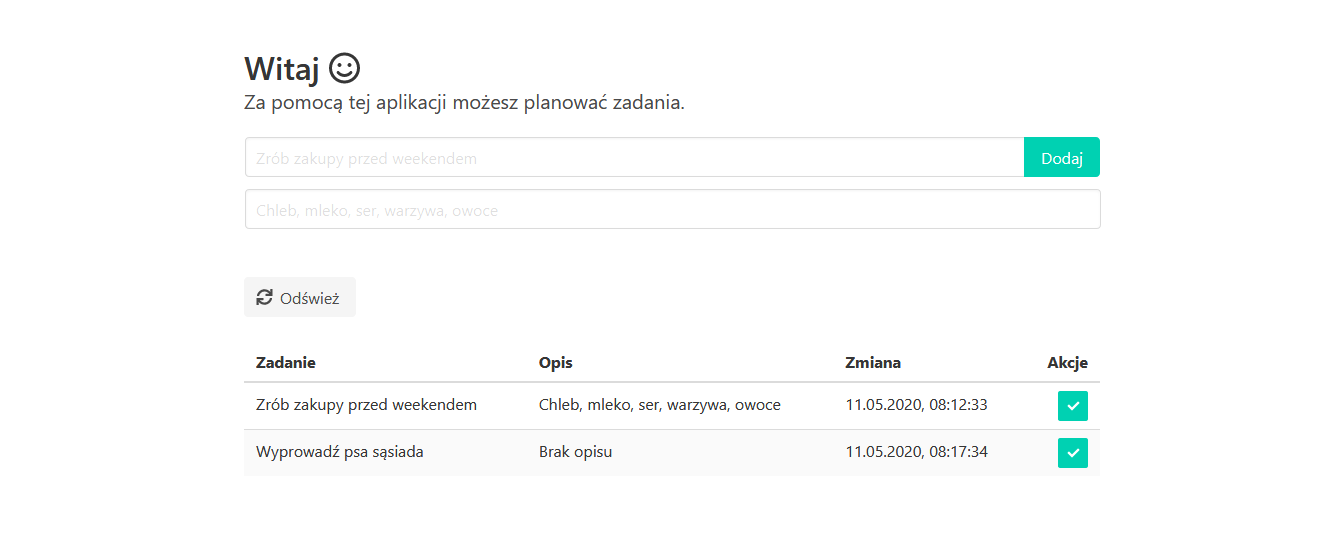 Witaj
Za pomocą tej aplikacji możesz planować zadania.
Zrób zakupy przed weekendem
Dodaj
Chleb, mleko, ser, warzywa, owoce
Odśwież
Zadanie Opis Zmiana Akcje
Zrób zakupy przed weekendem Chleb, mleko, ser, warzywa, owoce 11.05.2020, 08:12:33
Wyprowadź psa sąsiada Brak opisu 11.05.2020, 08:17:34